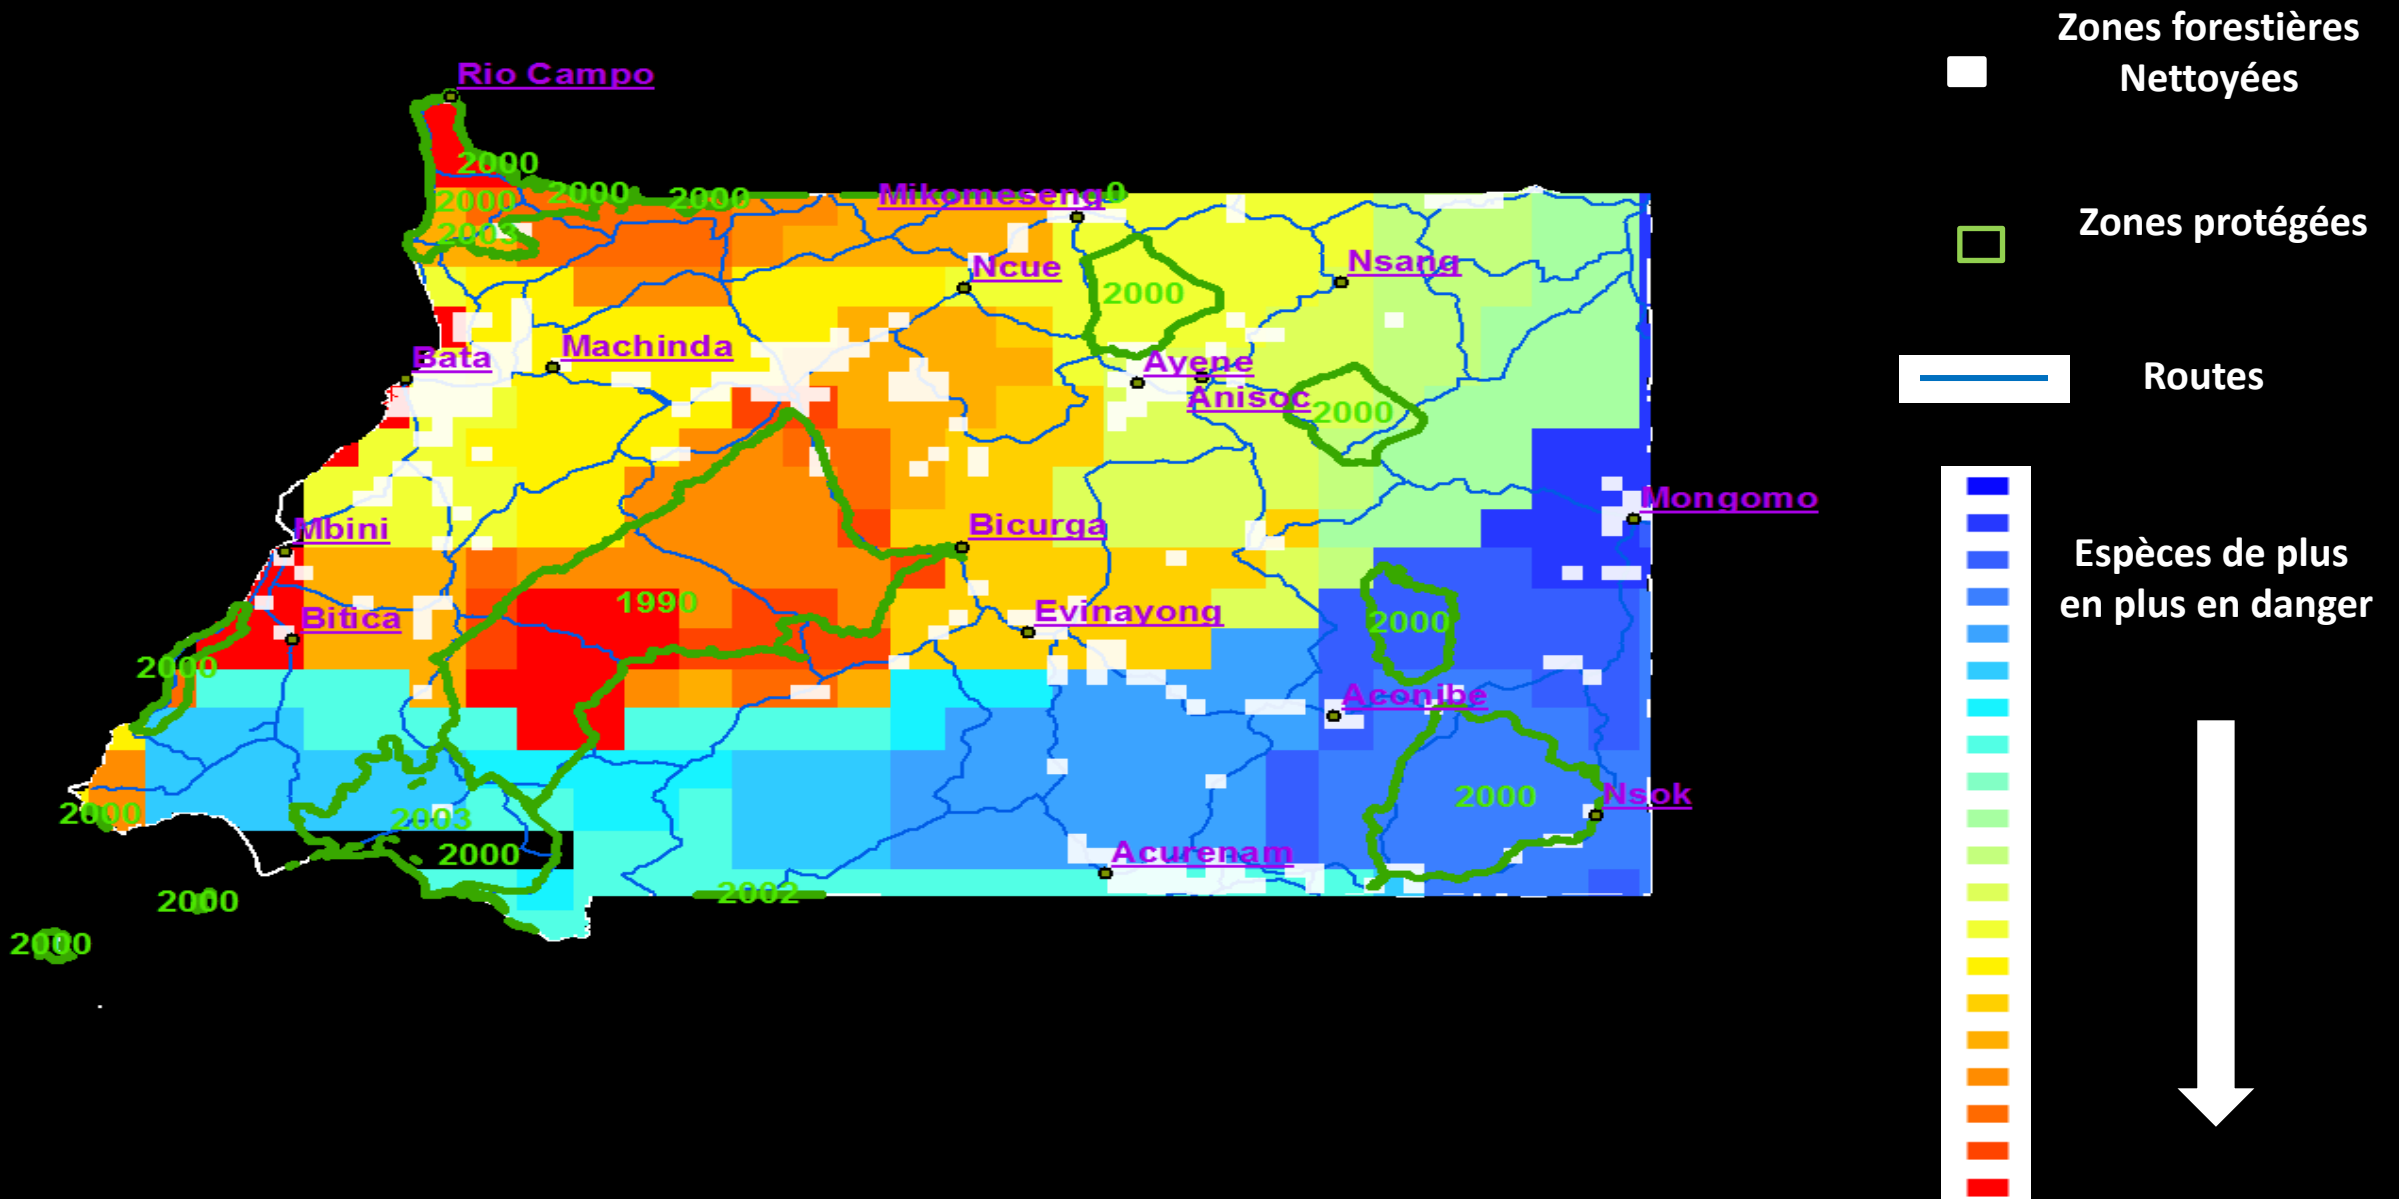 Zones forestières
Nettoyées
Rio Campo
2000
2000
2000
2000
Mikomeseng
0
Zones protégées
2003
Ncue
Nsang
2000
Bata
Machinda
Ayene
Routes
Anisoc
2000
Mongomo
Mbini
Bicurga
Espèces de plus
en plus en danger
1990
Bitica
Evinayong
2000
2000
Aconibe
2000
Nsok
2000
2003
2000
Acurenam
2000
2002
2000